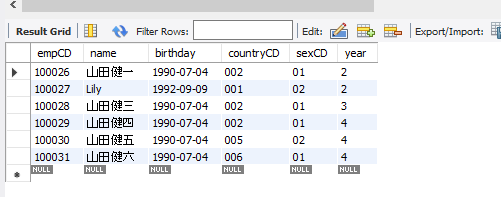 Result Grid Filter Rows: Edit: Export/Import:
empCD name birthday countryCD sexCD year
100026 山田健一 1990-07-04 002 01 2
100027 Lily 1992-09-09 001 02 2
100028 山田健三 1990-07-04 002 01 3
100029 山田健四 1990-07-04 002 01 4
100030 山田健五 1990-07-04 005 02 4
100031 山田健六 1990-07-04 006 01 4
NULL NULL NULL NULL NULL NULL